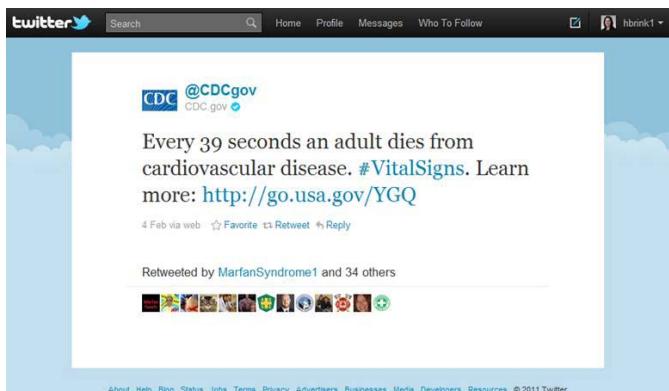 twitter Search Home Profile Messages Who To Follow hbrink1
CDC @CDCgov
CDC.gov
Every 39 seconds an adult dies from
cardiovascular disease. #VitalSigns. Learn
more: http://go.usa.gov/YGQ
4 Feb via web Favorite Retweet Reply
Retweeted by MarfanSyndrome1 and 34 others
About Help Blog Status Jobs Terms Privacy Advertisers Businesses Media Developers Resources © 2011 Twitter